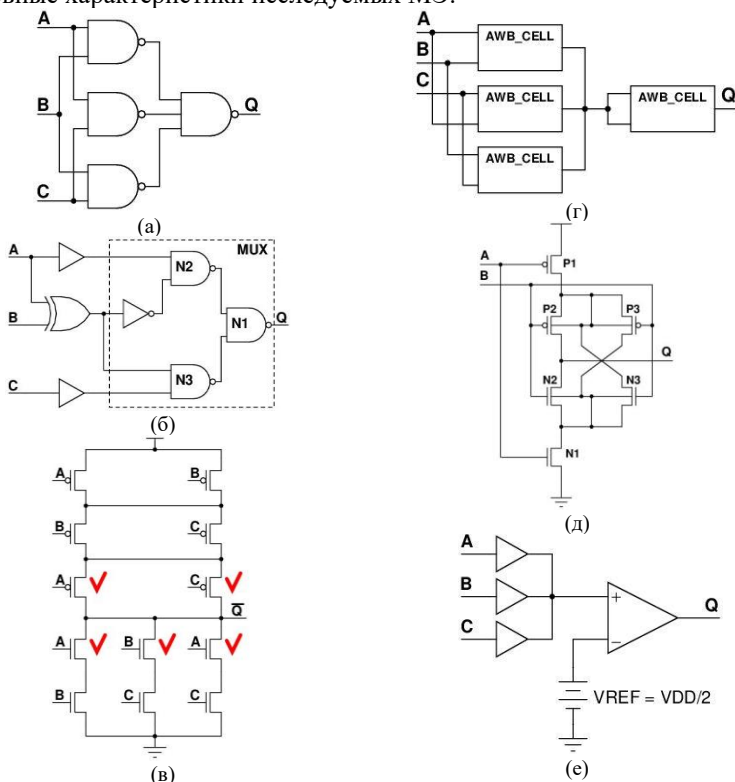 характеристики исследуемых МЭ.
A
B
C
Q
(а)
A
B
C
AWB_CELL
AWB_CELL
AWB_CELL
AWB_CELL
Q
(г)
A
B
C
MUX
N2
N1
N3
Q
(б)
A
B
P1
P2
P3
Q
N2
N3
N1
(д)
A
B
B
C
A
C
Q
A
B
A
B
C
C
(в)
A
B
C
+
−
Q
VREF = VDD/2
(е)